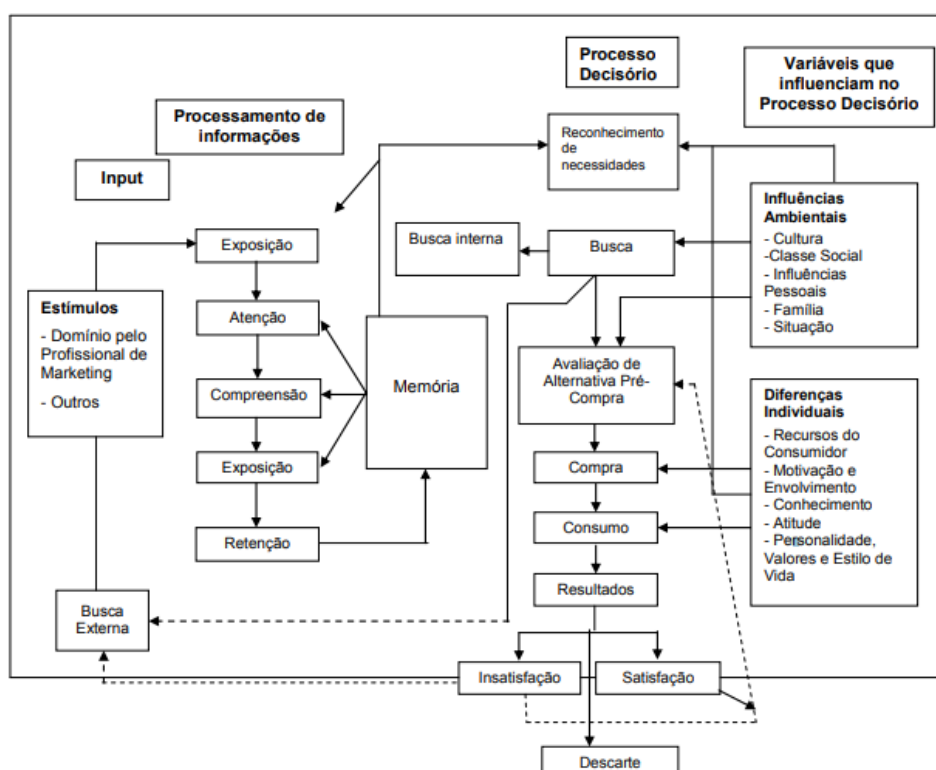 Processo
Decisório
Variáveis que
influenciam no
Processo Decisório
Processamento de
informações
Input
Reconhecimento
de
necessidades
Influências
Ambientais
- Cultura
-Classe Social
- Influências
Pessoais
- Família
- Situação
Busca interna
Busca
Exposição
Estímulos
- Domínio pelo
Profissional de
Marketing
- Outros
Atenção
Memória
Compreensão
Exposição
Retenção
Avaliação de
Alternativa Pré-
Compra
Diferenças
Individuais
- Recursos do
Consumidor
- Motivação e
Envolvimento
- Conhecimento
- Atitude
- Personalidade,
Valores e Estilo de
Vida
Compra
Consumo
Resultados
Busca
Externa
Insatisfação
Satisfação
Descarte